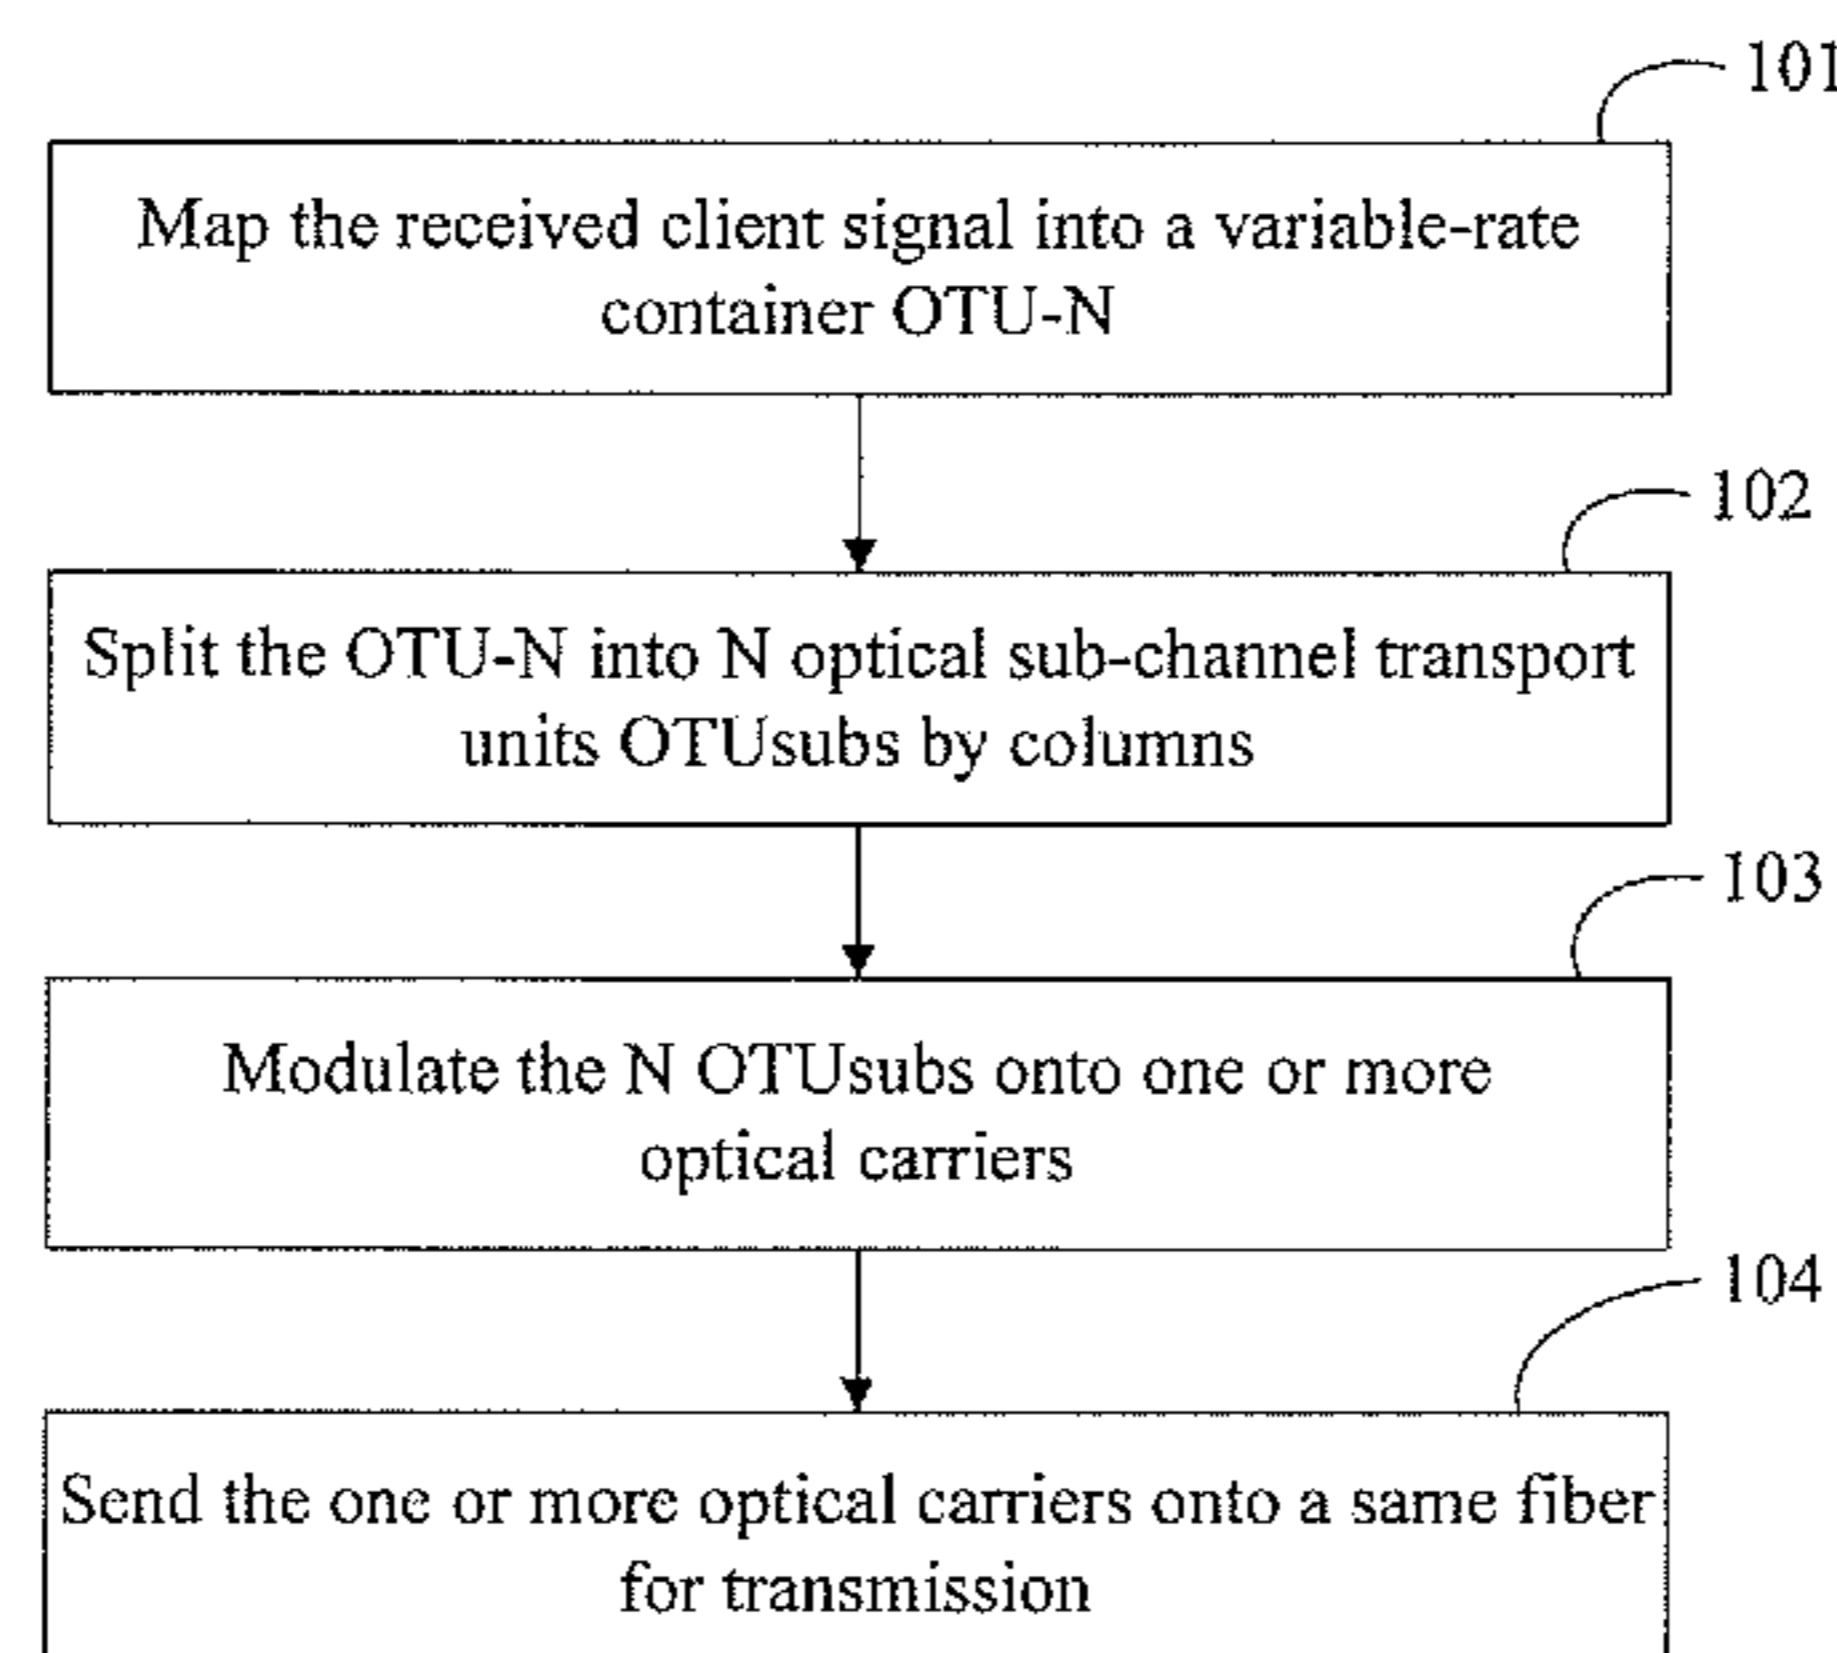 101
Map the received client signal into a variable-rate
container OTU-N
102
Split the OTU-N into N optical sub-channel transport
units OTUsubs by columns
103
Modulate the N OTUsubs onto one or more
optical carriers
104
Send the one or more optical carriers onto a same fiber
for transmission